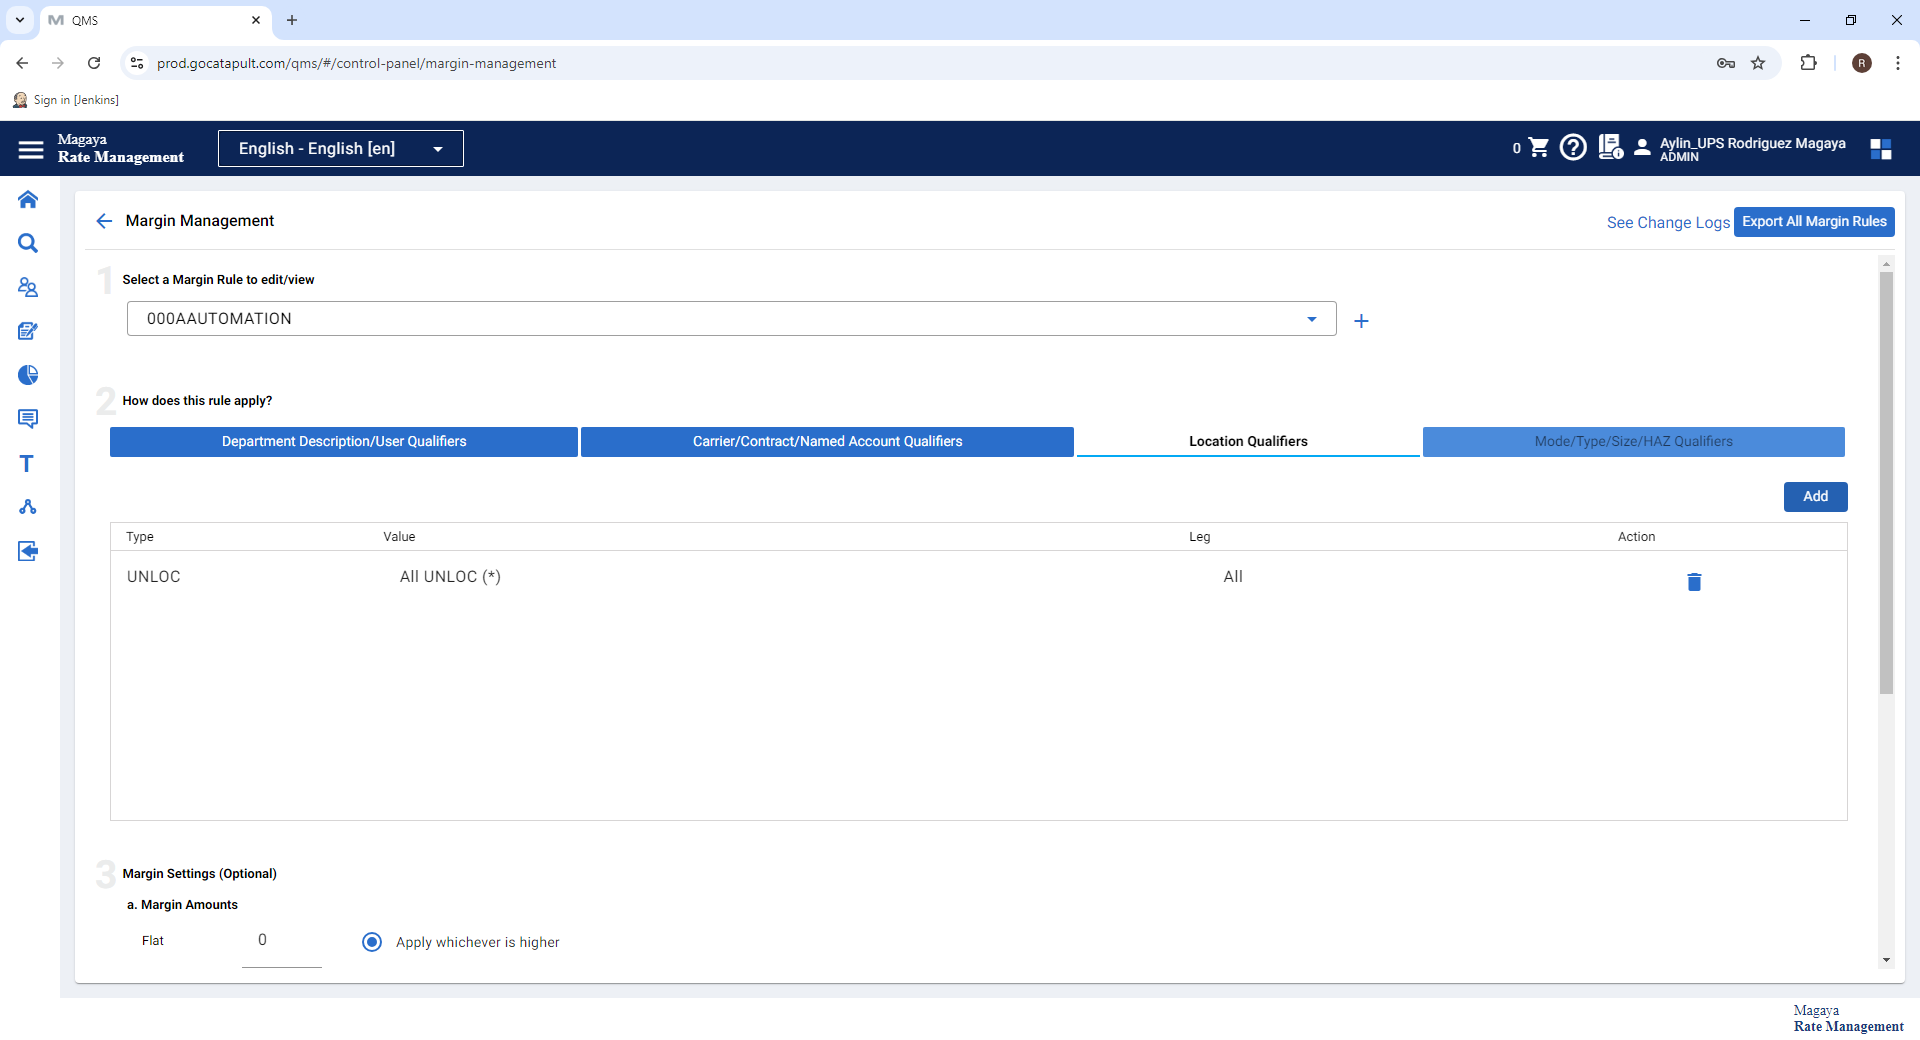 QMS
prod.gocatapult.com/qms/#/control-panel/margin-management
R
Sign in [Jenkins]
Magaya
Rate Management
English - English [en]
0
Aylin_UPS Rodriguez Magaya
ADMIN
Margin Management
See Change Logs
Export All Margin Rules
1
Select a Margin Rule to edit/view
000AAUTOMATION
2
How does this rule apply?
Department Description/User Qualifiers
Carrier/Contract/Named Account Qualifiers
Location Qualifiers
Mode/Type/Size/HAZ Qualifiers
Add
Type
Value
Leg
Action
UNLOC
All UNLOC (*)
All
3
Margin Settings (Optional)
a. Margin Amounts
Flat
0
Apply whichever is higher
Magaya
Rate Management